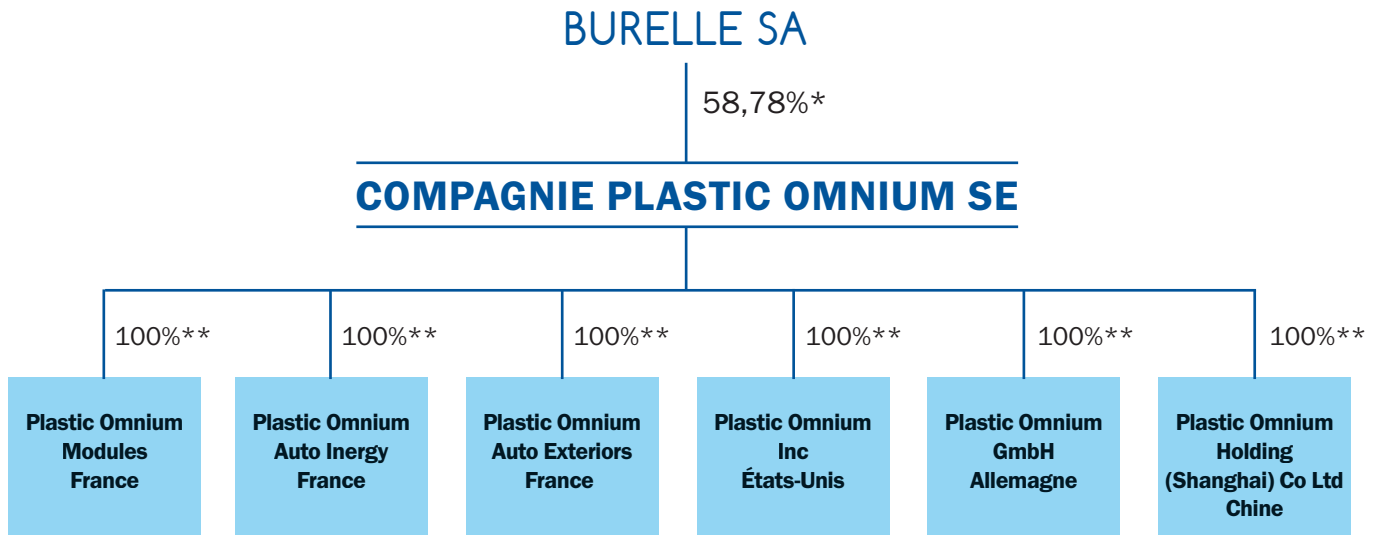 BURELLE SA
58,78%*
COMPAGNIE PLASTIC OMNIUM SE
100%**
100%**
100%**
100%**
100%**
100%**
Plastic Omnium
Modules
France
Plastic Omnium
Auto Inergy
France
Plastic Omnium
Auto Exteriors
France
Plastic Omnium
Inc
États-Unis
Plastic Omnium
GmbH
Allemagne
Plastic Omnium
Holding
(Shanghai) Co Ltd
Chine